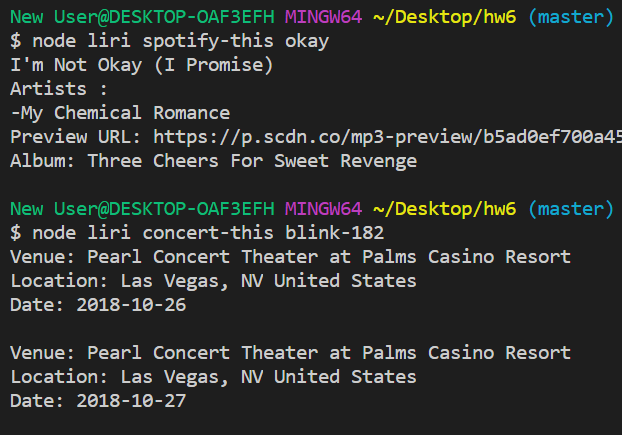 New User@DESKTOP-OAF3EFH MINGW64 ~/Desktop/hw6 (master)
$ node liri spotify-this okay
I'm Not Okay (I Promise)
Artists :
-My Chemical Romance
Preview URL: https://p.scdn.co/mp3-preview/b5ad0ef700a45
Album: Three Cheers For Sweet Revenge
New User@DESKTOP-OAF3EFH MINGW64 ~/Desktop/hw6 (master)
$ node liri concert-this blink-182
Venue: Pearl Concert Theater at Palms Casino Resort
Location: Las Vegas, NV United States
Date: 2018-10-26
Venue: Pearl Concert Theater at Palms Casino Resort
Location: Las Vegas, NV United States
Date: 2018-10-27